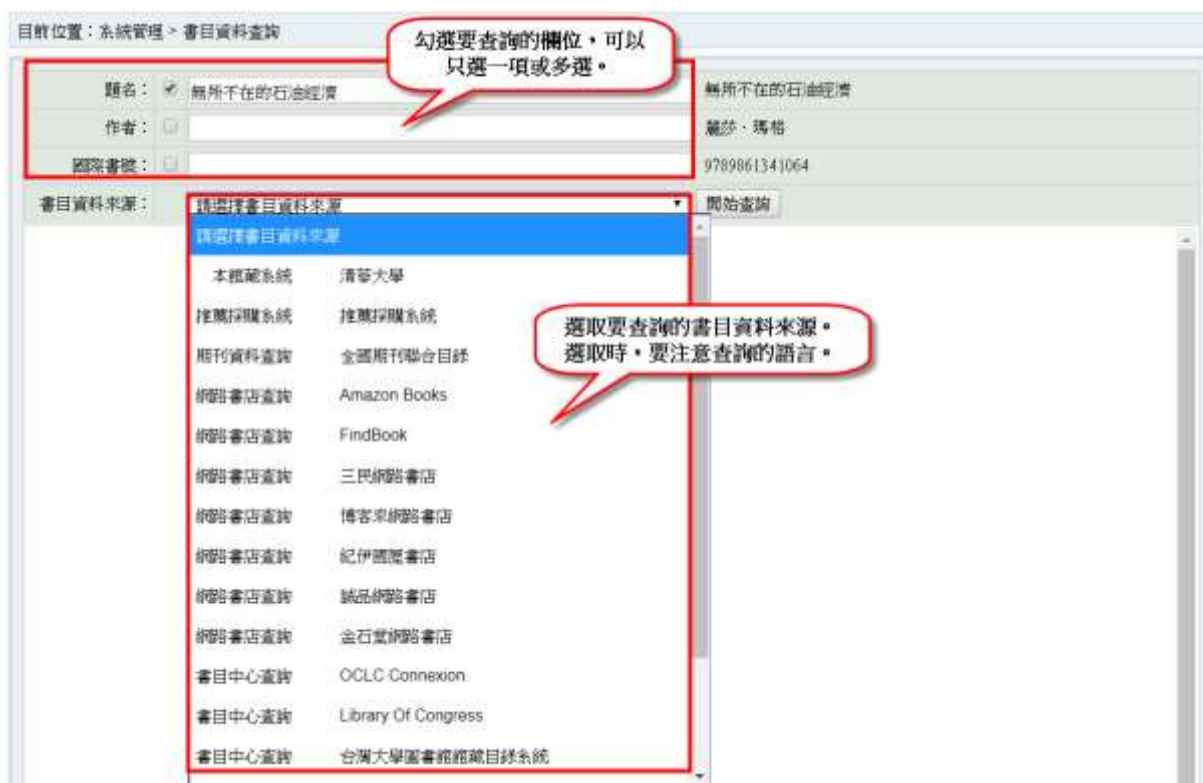 目前位置：系統管理 > 書目資料查詢
勾選要查詢的欄位，可以
只選一項或多選。
題名： 無所不在的石油經濟 無所不在的石油經濟
作者： 麗莎．瑪格
國際書號： 9789861341064
書目資料來源： 請選擇書目資料來源 開始查詢
請選擇書目資料來源
本館藏系統 清華大學
推薦採購系統 推薦採購系統
選取要查詢的書目資料來源。
選取時，要注意查詢的語言。
期刊資料查詢 全國期刊聯合目錄
網路書店查詢 Amazon Books
網路書店查詢 FindBook
網路書店查詢 三民網路書店
網路書店查詢 博客來網路書店
網路書店查詢 紀伊國屋書店
網路書店查詢 誠品網路書店
網路書店查詢 金石堂網路書店
書目中心查詢 OCLC Connexion
書目中心查詢 Library Of Congress
書目中心查詢 台灣大學圖書館館藏目錄系統